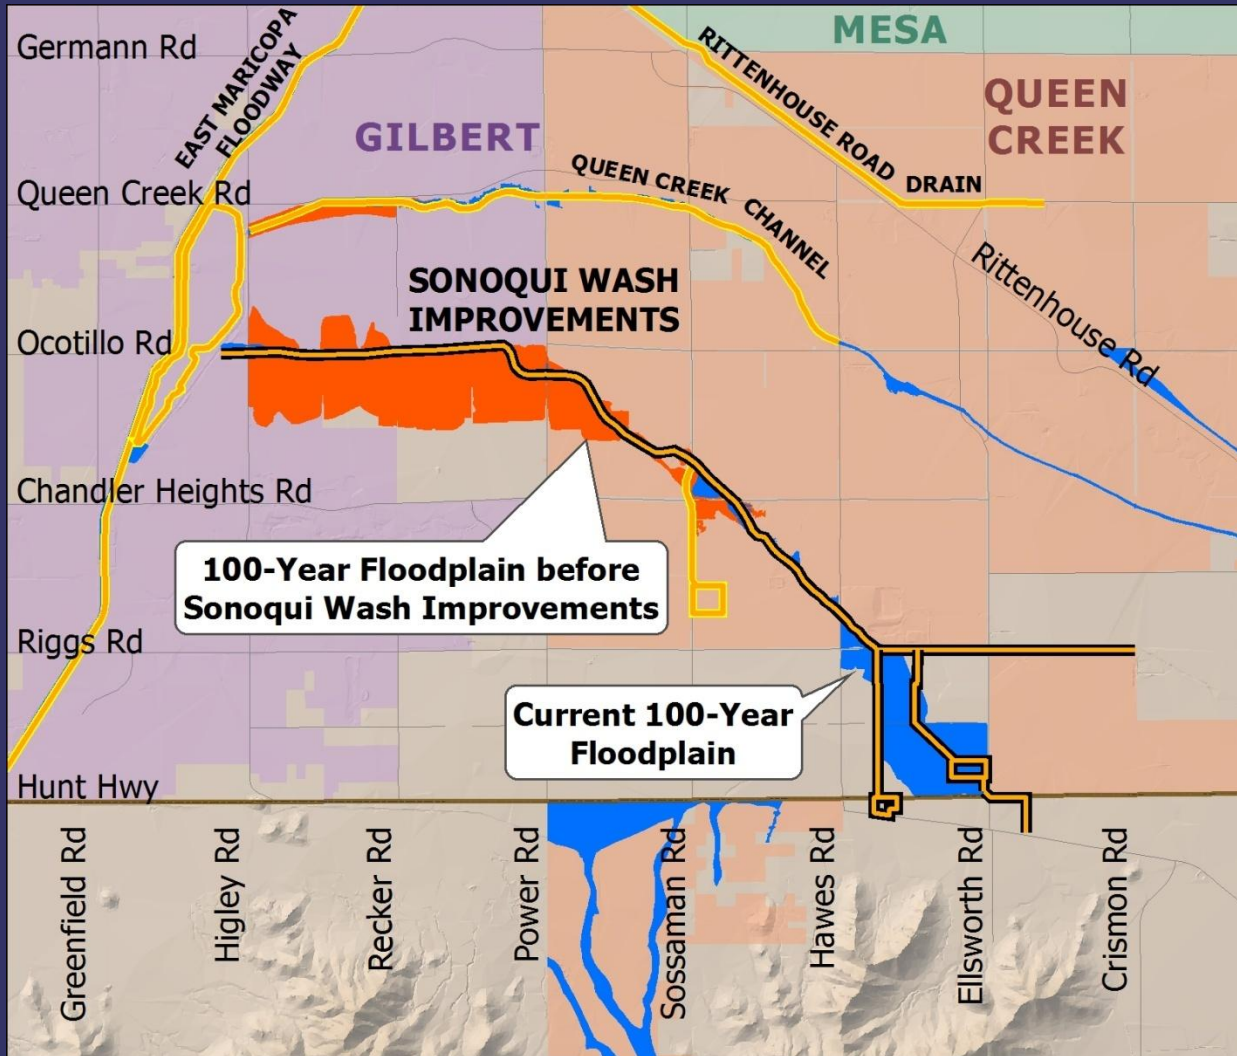 MESA
Germann Rd
EAST MARICOPA
FLOODWAY
RITTENHOUSE ROAD DRAIN
QUEEN
CREEK
GILBERT
Queen Creek Rd
QUEEN CREEK CHANNEL
Rittenhouse Rd
SONOQUI WASH
IMPROVEMENTS
Ocotillo Rd
Chandler Heights Rd
100-Year Floodplain before
Sonoqui Wash Improvements
Riggs Rd
Current 100-Year
Floodplain
Hunt Hwy
Greenfield Rd
Higley Rd
Recker Rd
Power Rd
Sossaman Rd
Hawes Rd
Ellsworth Rd
Crismon Rd